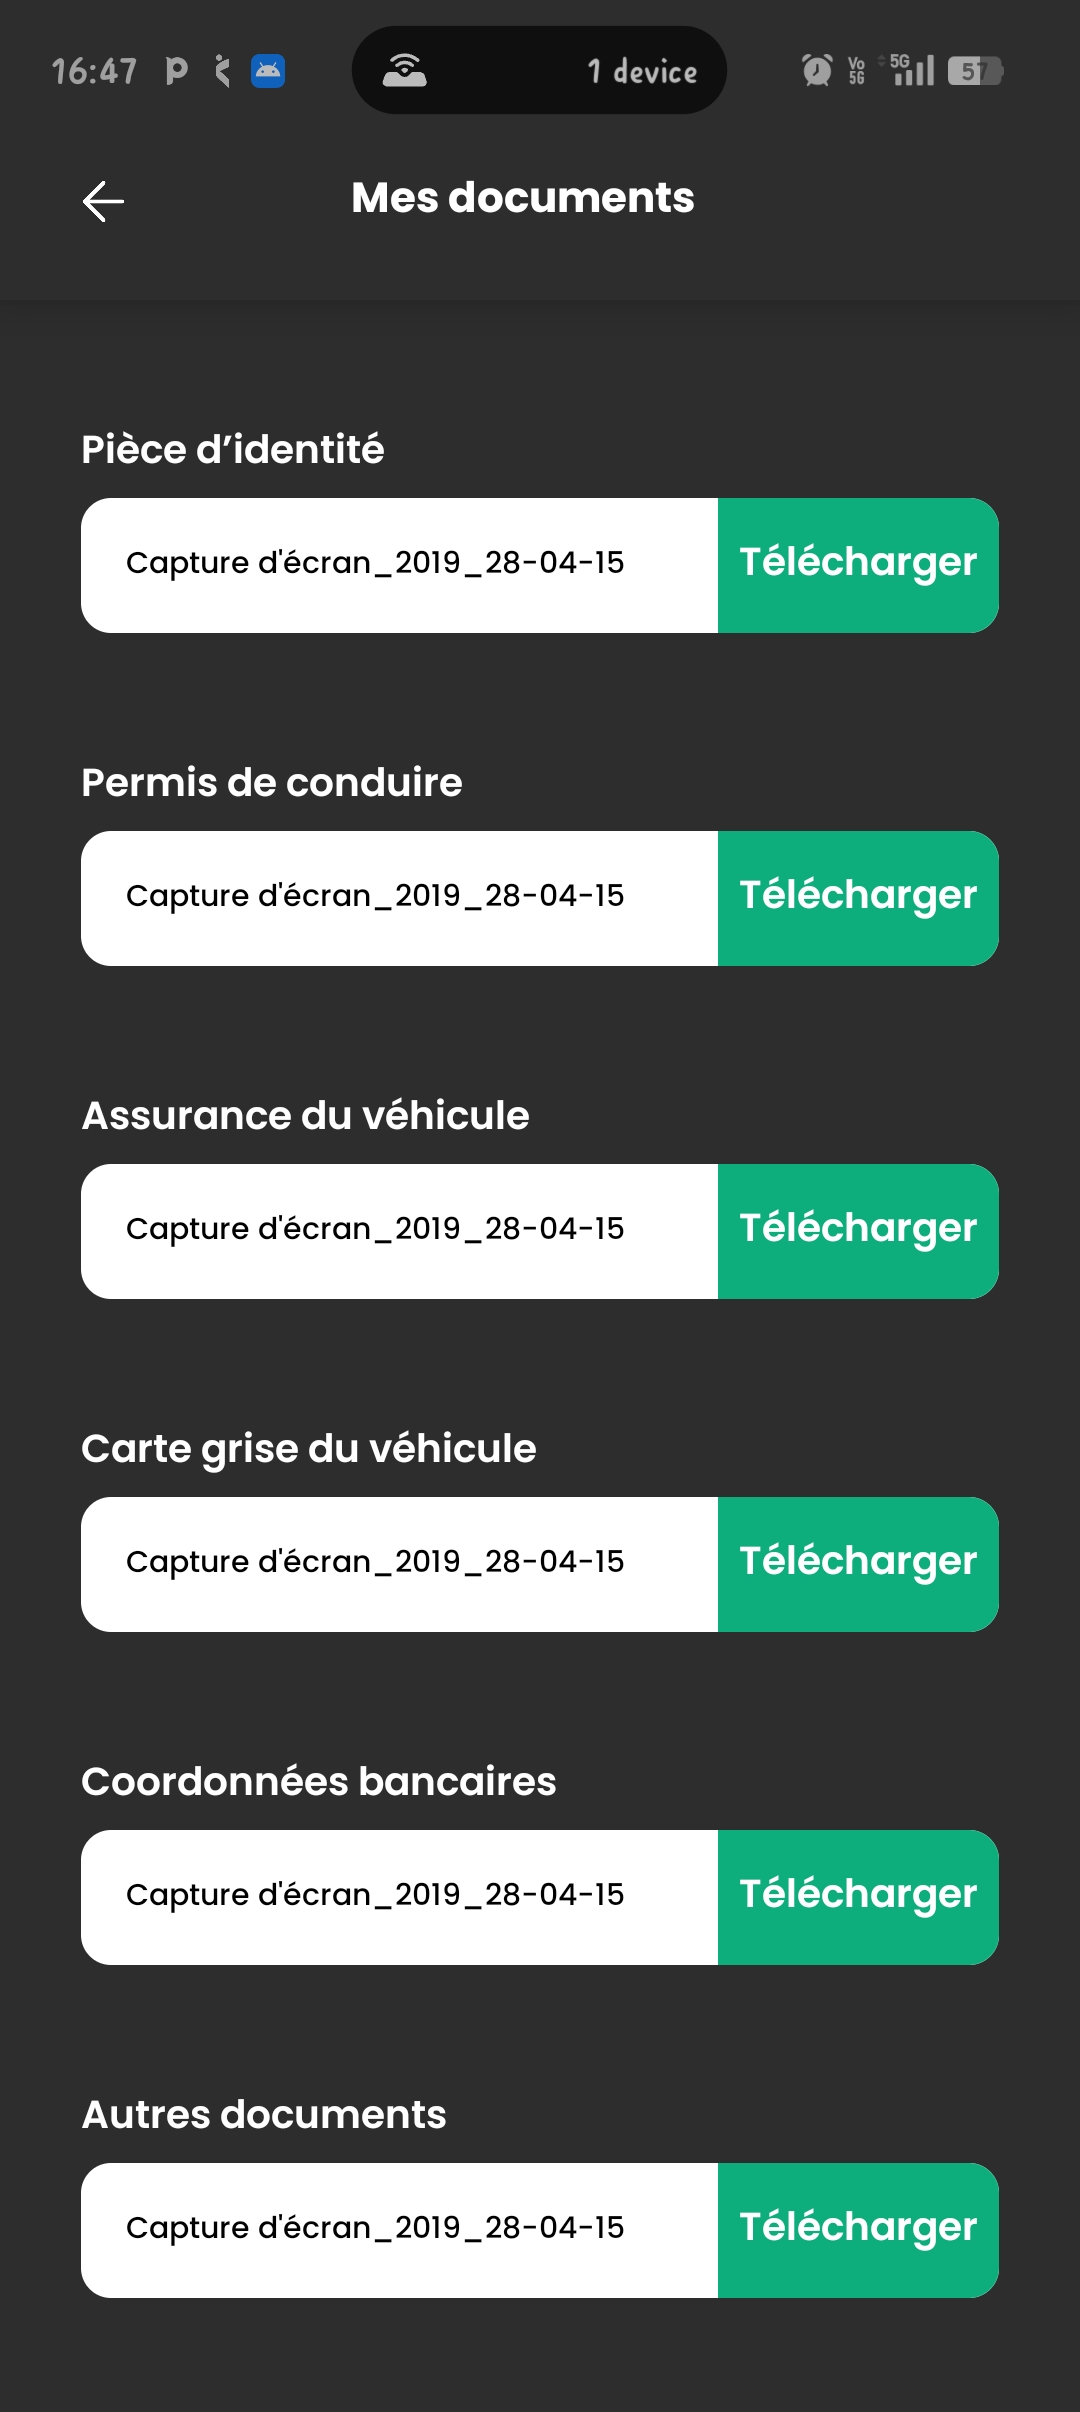 16:47
1 device
Vo 5G
5G
57
Mes documents
Pièce d’identité
Capture d'écran_2019_28-04-15
Télécharger
Permis de conduire
Capture d'écran_2019_28-04-15
Télécharger
Assurance du véhicule
Capture d'écran_2019_28-04-15
Télécharger
Carte grise du véhicule
Capture d'écran_2019_28-04-15
Télécharger
Coordonnées bancaires
Capture d'écran_2019_28-04-15
Télécharger
Autres documents
Capture d'écran_2019_28-04-15
Télécharger